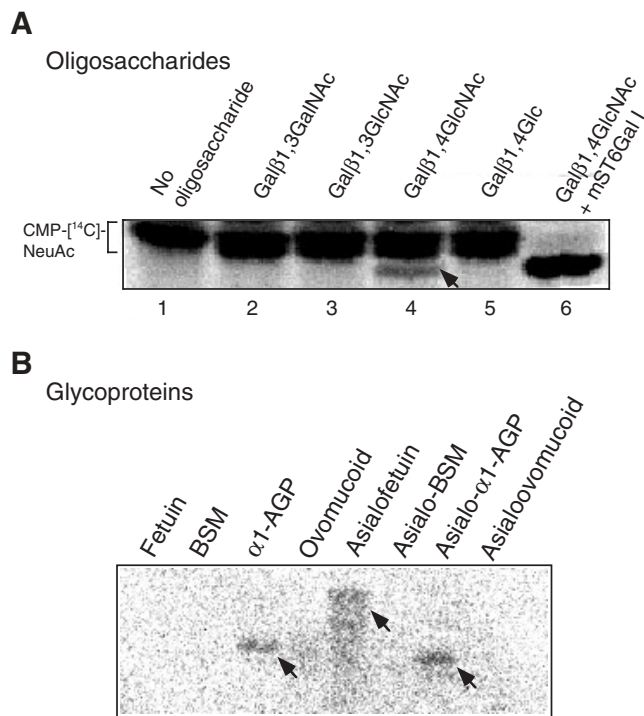 A
Oligosaccharides
No
oligosaccharide
Galβ1,3GalNAc
Galβ1,3GlcNAc
Galβ1,4GlcNAc
Galβ1,4Glc
Galβ1,4GlcNAc
+ mST6Gal I
CMP-[¹⁴C]-
NeuAc
1 2 3 4 5 6
B
Glycoproteins
Fetuin
BSM
α1-AGP
Ovomucoid
Asialofetuin
Asialo-BSM
Asialo-α1-AGP
Asialoovomucoid